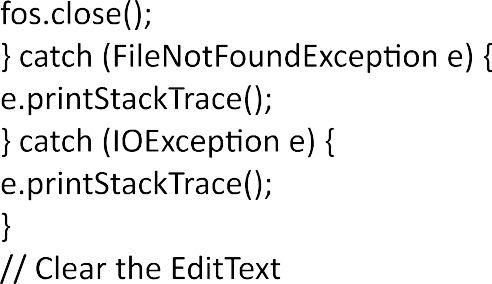 fos.close();
} catch (FileNotFoundException e) {
e.printStackTrace();
} catch (IOException e) {
e.printStackTrace();
}
// Clear the EditText